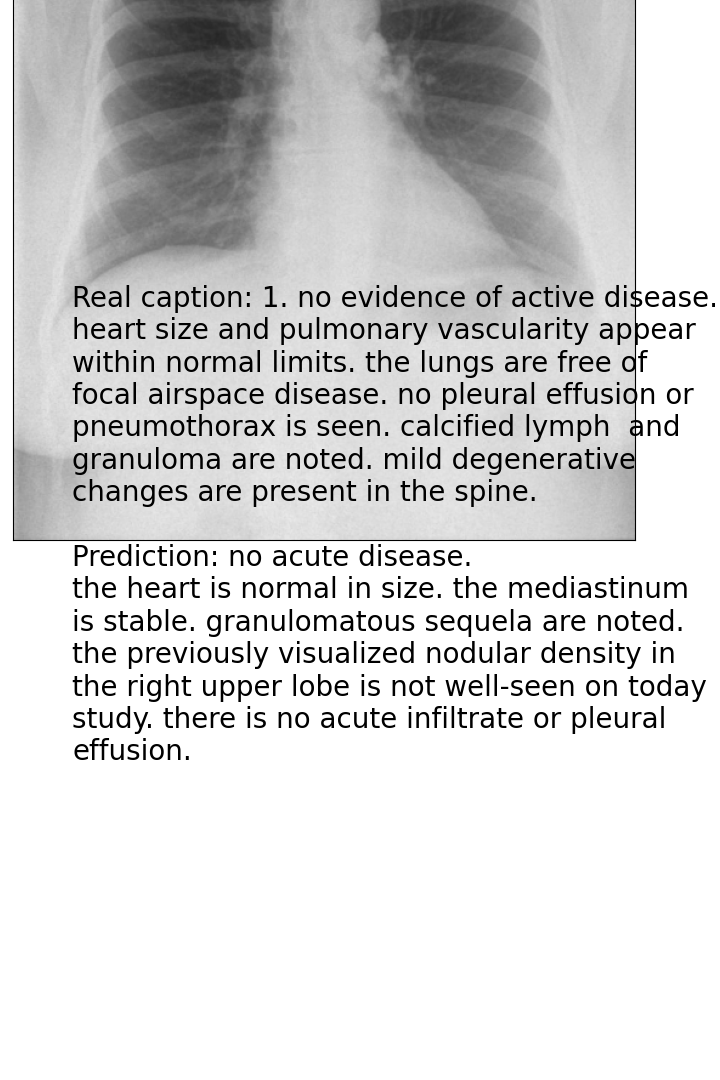 Real caption: 1. no evidence of active disease.
heart size and pulmonary vascularity appear
within normal limits. the lungs are free of
focal airspace disease. no pleural effusion or
pneumothorax is seen. calcified lymph  and
granuloma are noted. mild degenerative
changes are present in the spine.
Prediction: no acute disease.
the heart is normal in size. the mediastinum
is stable. granulomatous sequela are noted.
the previously visualized nodular density in
the right upper lobe is not well-seen on today
study. there is no acute infiltrate or pleural
effusion.